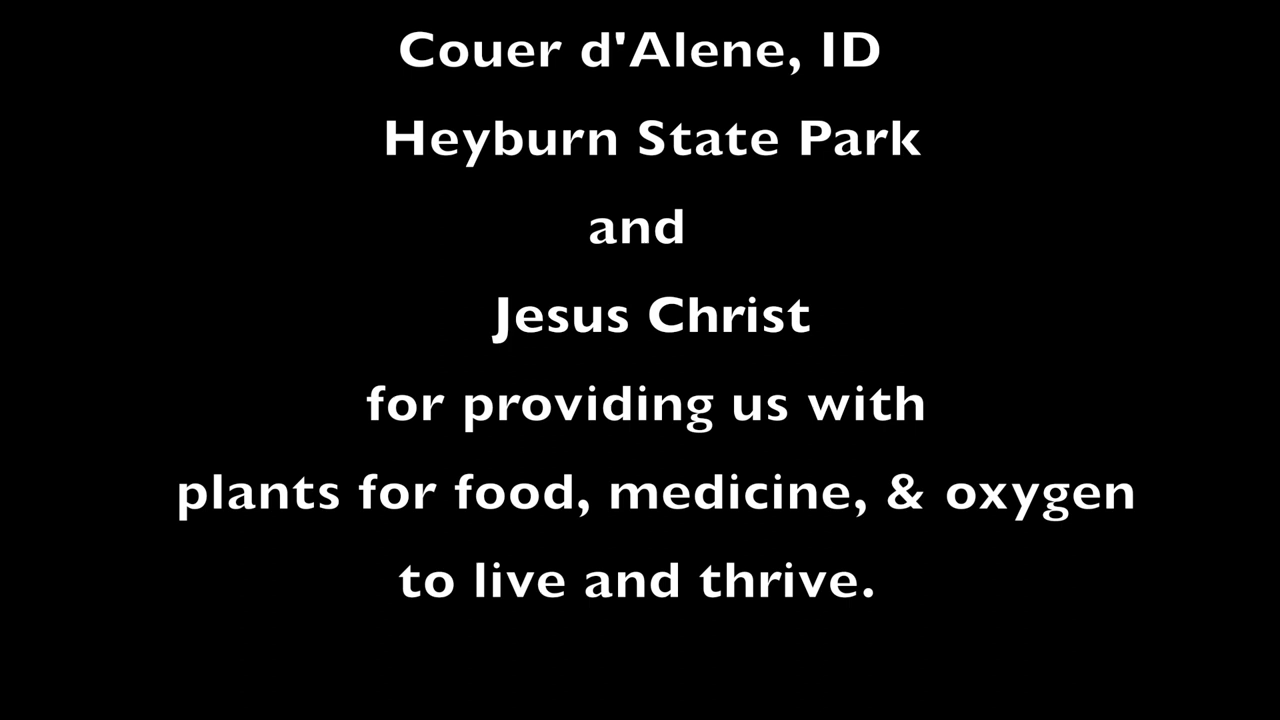 Couer d'Alene, ID
Heyburn State Park
and
Jesus Christ
for providing us with
plants for food, medicine, & oxygen
to live and thrive.